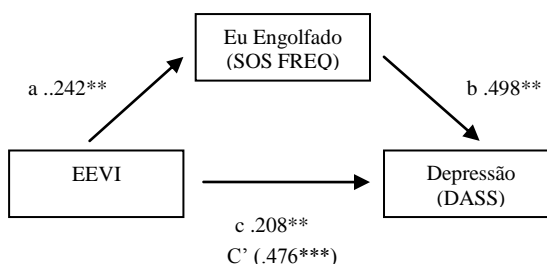 Eu Engolfado
(SOS FREQ)
a ..242**
b .498**
EEVI
Depressão
(DASS)
c .208**
C' (.476***)